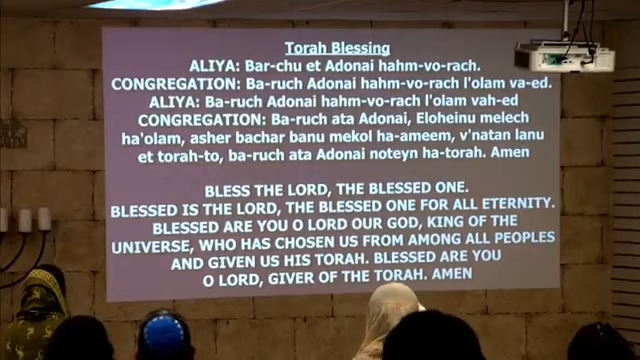 Torah Blessing
ALIYA: Bar-chu et Adonai hahm-vo-rach.
CONGREGATION: Ba-ruch Adonai hahm-vo-rach l'olam va-ed.
ALIYA: Ba-ruch Adonai hahm-vo-rach l'olam vah-ed
CONGREGATION: Ba-ruch ata Adonai, Eloheinu melech
ha'olam, asher bachar banu mekol ha-ameem, v'natan lanu
et torah-to, ba-ruch ata Adonai noteyn ha-torah. Amen
BLESS THE LORD, THE BLESSED ONE.
BLESSED IS THE LORD, THE BLESSED ONE FOR ALL ETERNITY.
BLESSED ARE YOU O LORD OUR GOD, KING OF THE
UNIVERSE, WHO HAS CHOSEN US FROM AMONG ALL PEOPLES
AND GIVEN US HIS TORAH. BLESSED ARE YOU
O LORD, GIVER OF THE TORAH. AMEN